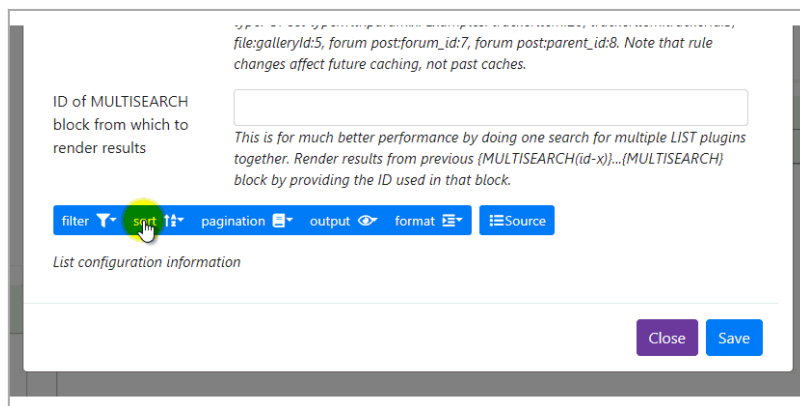 file:galleryId:5, forum post:forum_id:7, forum post:parent_id:8. Note that rule
changes affect future caching, not past caches.
ID of MULTISEARCH
block from which to
render results
This is for much better performance by doing one search for multiple LIST plugins
together. Render results from previous {MULTISEARCH(id-x)}...{MULTISEARCH}
block by providing the ID used in that block.
filter sort pagination output format Source
List configuration information
Close Save